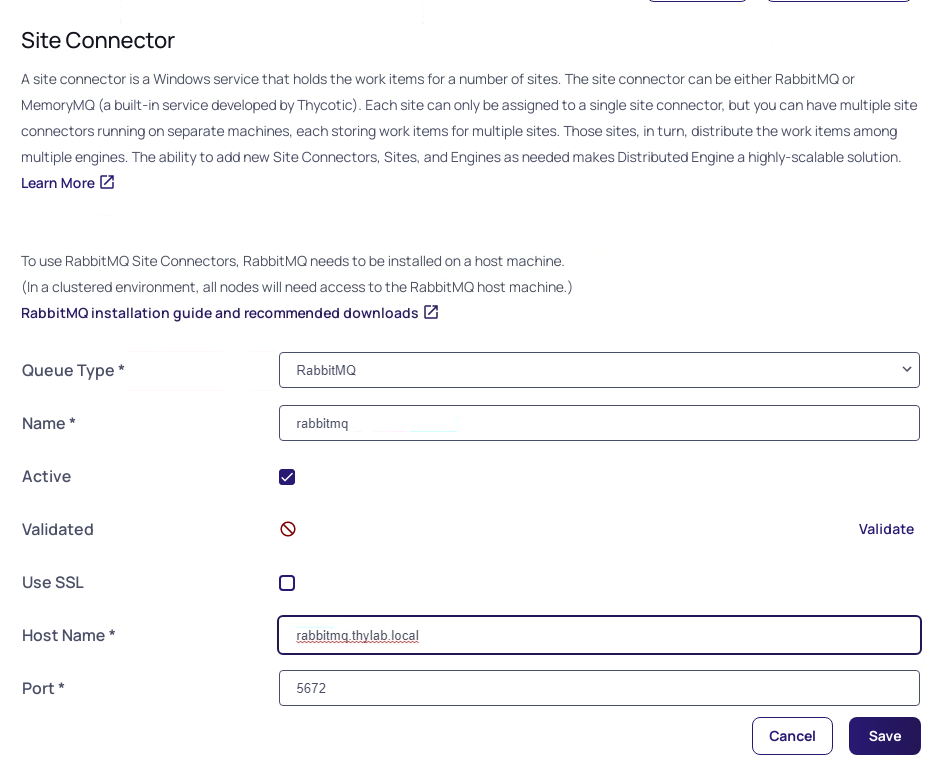 Site Connector
A site connector is a Windows service that holds the work items for a number of sites. The site connector can be either RabbitMQ or
MemoryMQ (a built-in service developed by Thycotic). Each site can only be assigned to a single site connector, but you can have multiple site
connectors running on separate machines, each storing work items for multiple sites. Those sites, in turn, distribute the work items among
multiple engines. The ability to add new Site Connectors, Sites, and Engines as needed makes Distributed Engine a highly-scalable solution.
Learn More
To use RabbitMQ Site Connectors, RabbitMQ needs to be installed on a host machine.
(In a clustered environment, all nodes will need access to the RabbitMQ host machine.)
RabbitMQ installation guide and recommended downloads
Queue Type * RabbitMQ
Name * rabbitmq
Active
Validated Validate
Use SSL
Host Name * rabbitmq.thylab.local
Port * 5672
Cancel Save